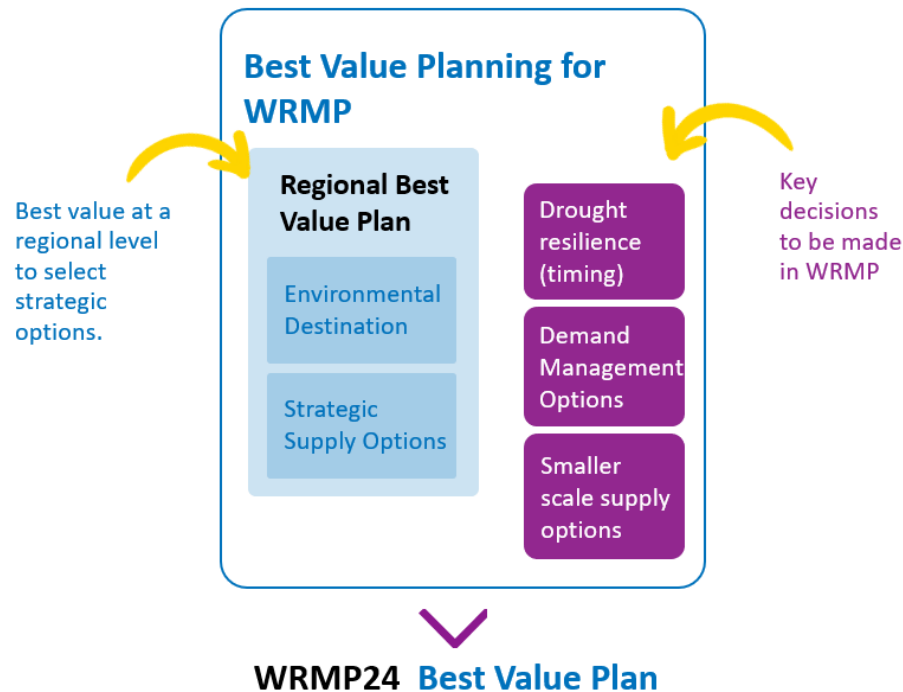 Best Value Planning for
WRMP
Best value at a
regional level
to select
strategic
options.
Regional Best
Value Plan
Environmental
Destination
Strategic
Supply Options
Drought
resilience
(timing)
Demand
Management
Options
Smaller
scale supply
options
Key
decisions
to be made
in WRMP
WRMP24 Best Value Plan